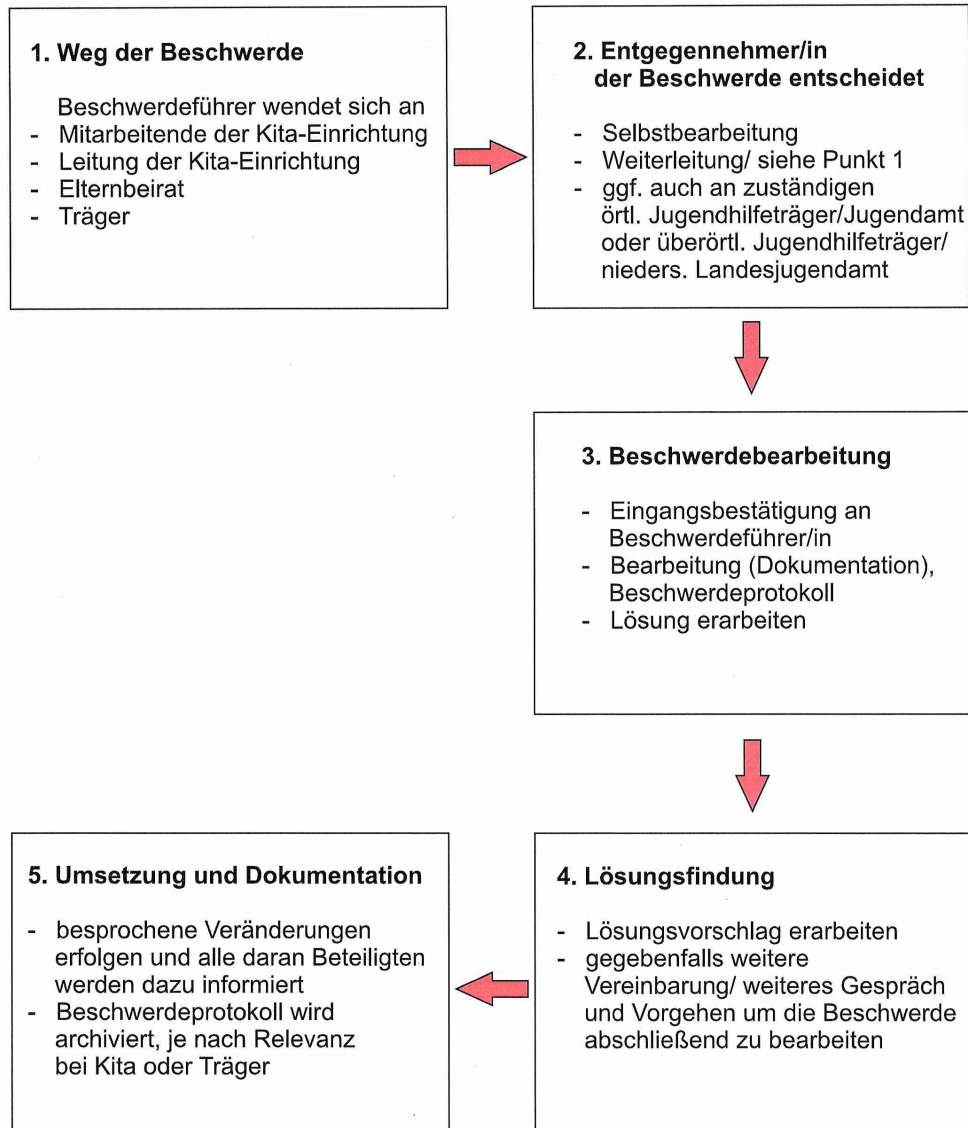 1. Weg der Beschwerde
Beschwerdeführer wendet sich an
- Mitarbeitende der Kita-Einrichtung
- Leitung der Kita-Einrichtung
- Elternbeirat
- Träger
2. Entgegennehmer/in
der Beschwerde entscheidet
- Selbstbearbeitung
- Weiterleitung/ siehe Punkt 1
- ggf. auch an zuständigen
örtl. Jugendhilfeträger/Jugendamt
oder überörtl. Jugendhilfeträger/
nieders. Landesjugendamt
3. Beschwerdebearbeitung
- Eingangsbestätigung an
Beschwerdeführer/in
- Bearbeitung (Dokumentation),
Beschwerdeprotokoll
- Lösung erarbeiten
4. Lösungsfindung
- Lösungsvorschlag erarbeiten
- gegebenfalls weitere
Vereinbarung/ weiteres Gespräch
und Vorgehen um die Beschwerde
abschließend zu bearbeiten
5. Umsetzung und Dokumentation
- besprochene Veränderungen
erfolgen und alle daran Beteiligten
werden dazu informiert
- Beschwerdeprotokoll wird
archiviert, je nach Relevanz
bei Kita oder Träger